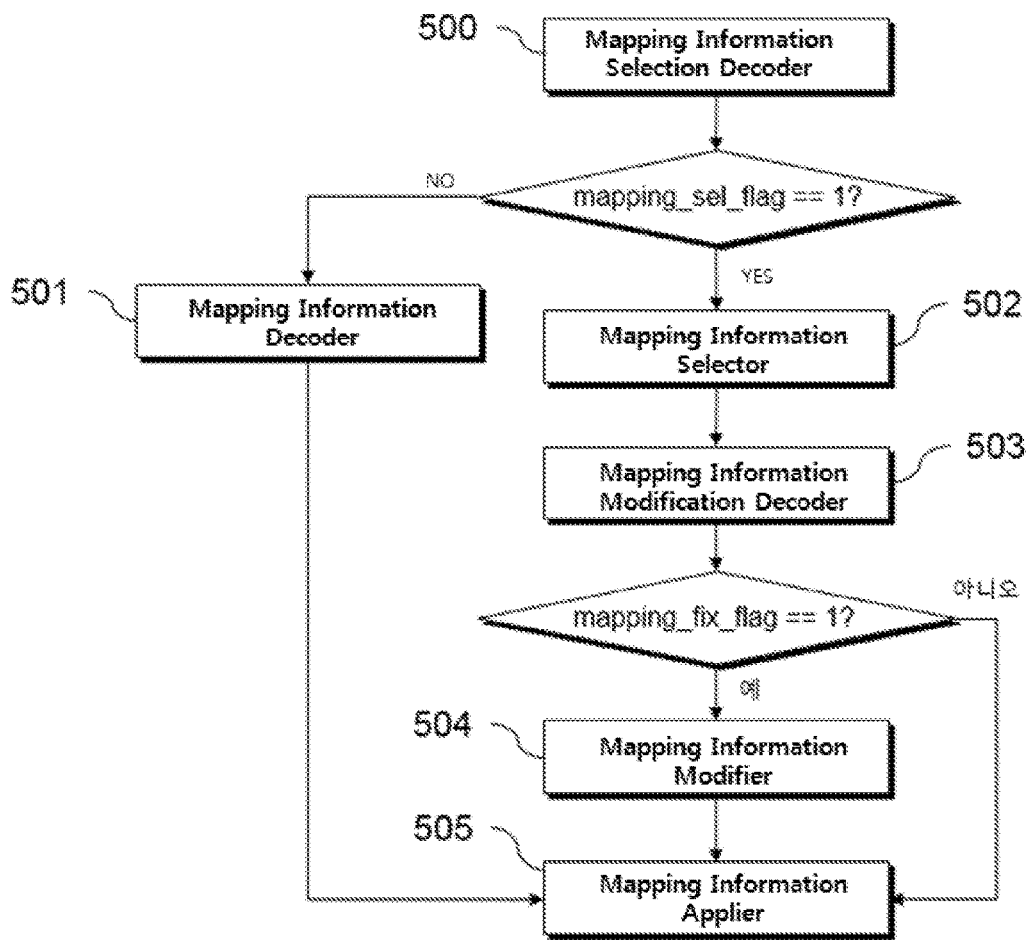 500
Mapping Information
Selection Decoder
NO
mapping_sel_flag == 1?
YES
501
Mapping Information
Decoder
502
Mapping Information
Selector
503
Mapping Information
Modification Decoder
아니오
mapping_fix_flag == 1?
예
504
Mapping Information
Modifier
505
Mapping Information
Applier